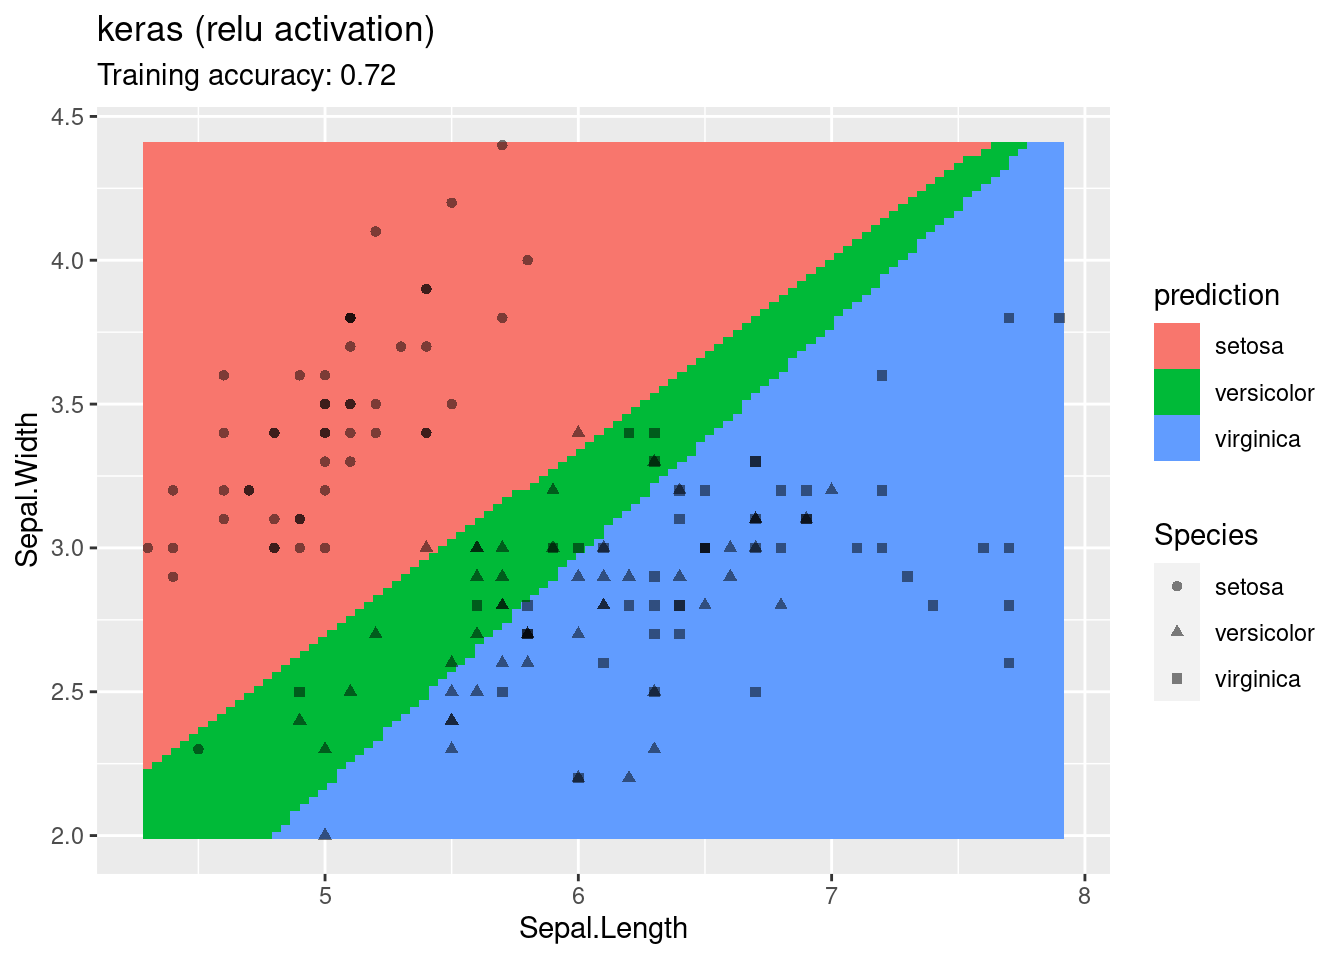 keras (relu activation)
Training accuracy: 0.72
4.5
4.0
3.5
3.0
2.5
2.0
Sepal.Width
5
6
7
8
Sepal.Length
prediction
setosa
versicolor
virginica
Species
setosa
versicolor
virginica